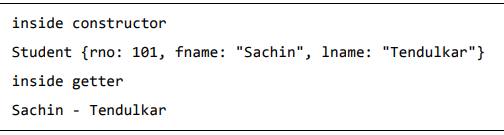 inside constructor
Student {rno: 101, fname: "Sachin", lname: "Tendulkar"}
inside getter
Sachin - Tendulkar